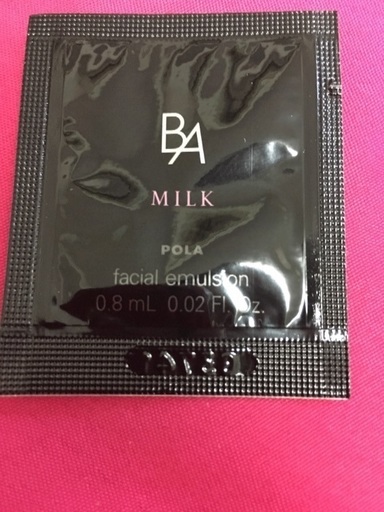 BA
MILK
POLA
facial emulsion
0.8 mL 0.02 Fl. Oz.